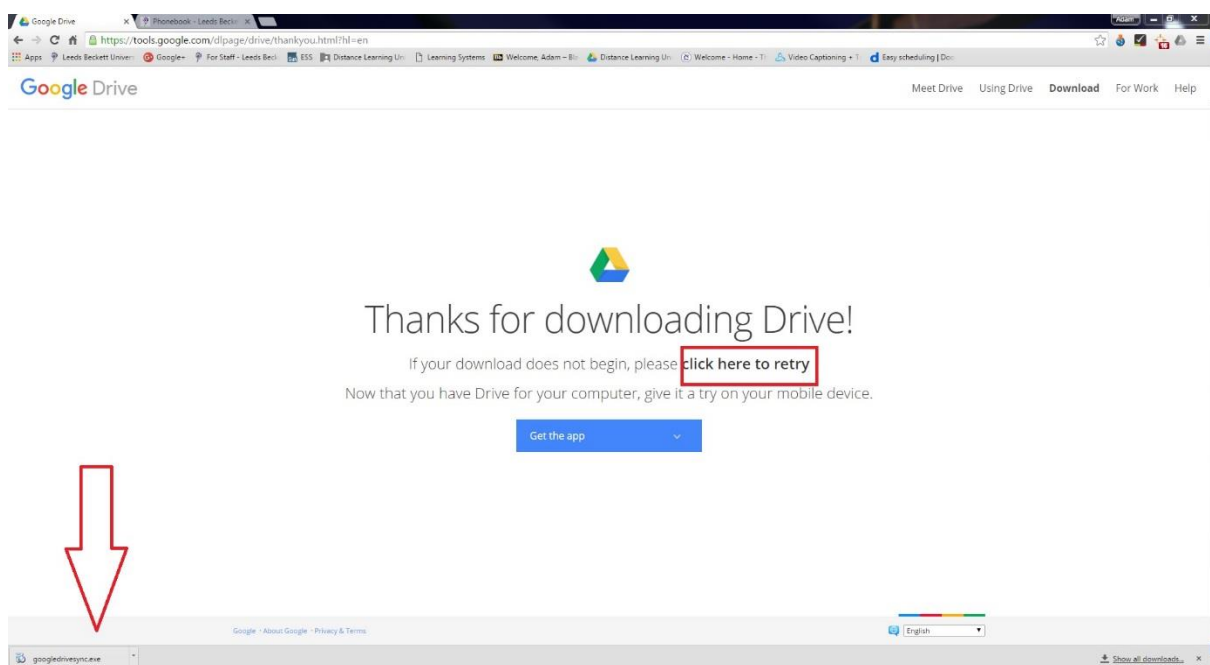 Google Drive
Phonebook - Leeds Becke
Adam
https://tools.google.com/dlpage/drive/thankyou.html?hl=en
Apps Leeds Beckett Univer Google+ For Staff - Leeds Beck ESS Distance Learning Un Learning Systems Welcome, Adam – Bl Distance Learning Un Welcome - Home - Th Video Captioning + T Easy scheduling | Doo
Google Drive
Meet Drive Using Drive Download For Work Help
Thanks for downloading Drive!
If your download does not begin, please click here to retry
Now that you have Drive for your computer, give it a try on your mobile device.
Get the app
Google · About Google · Privacy & Terms
English
googledrivesync.exe
Show all downloads...